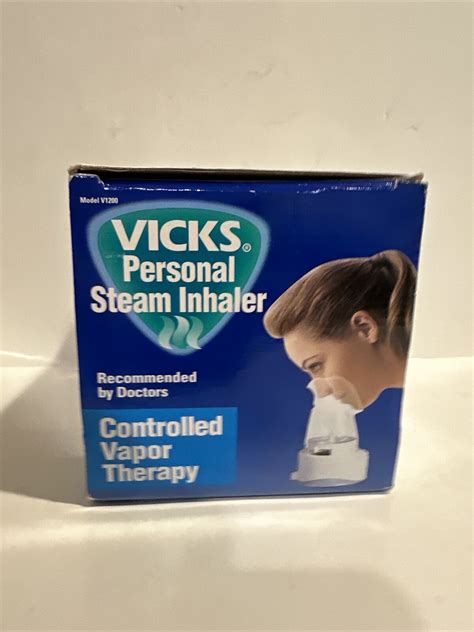 Model V1200
VICKS®
Personal
Steam Inhaler
Recommended
by Doctors
Controlled
Vapor
Therapy